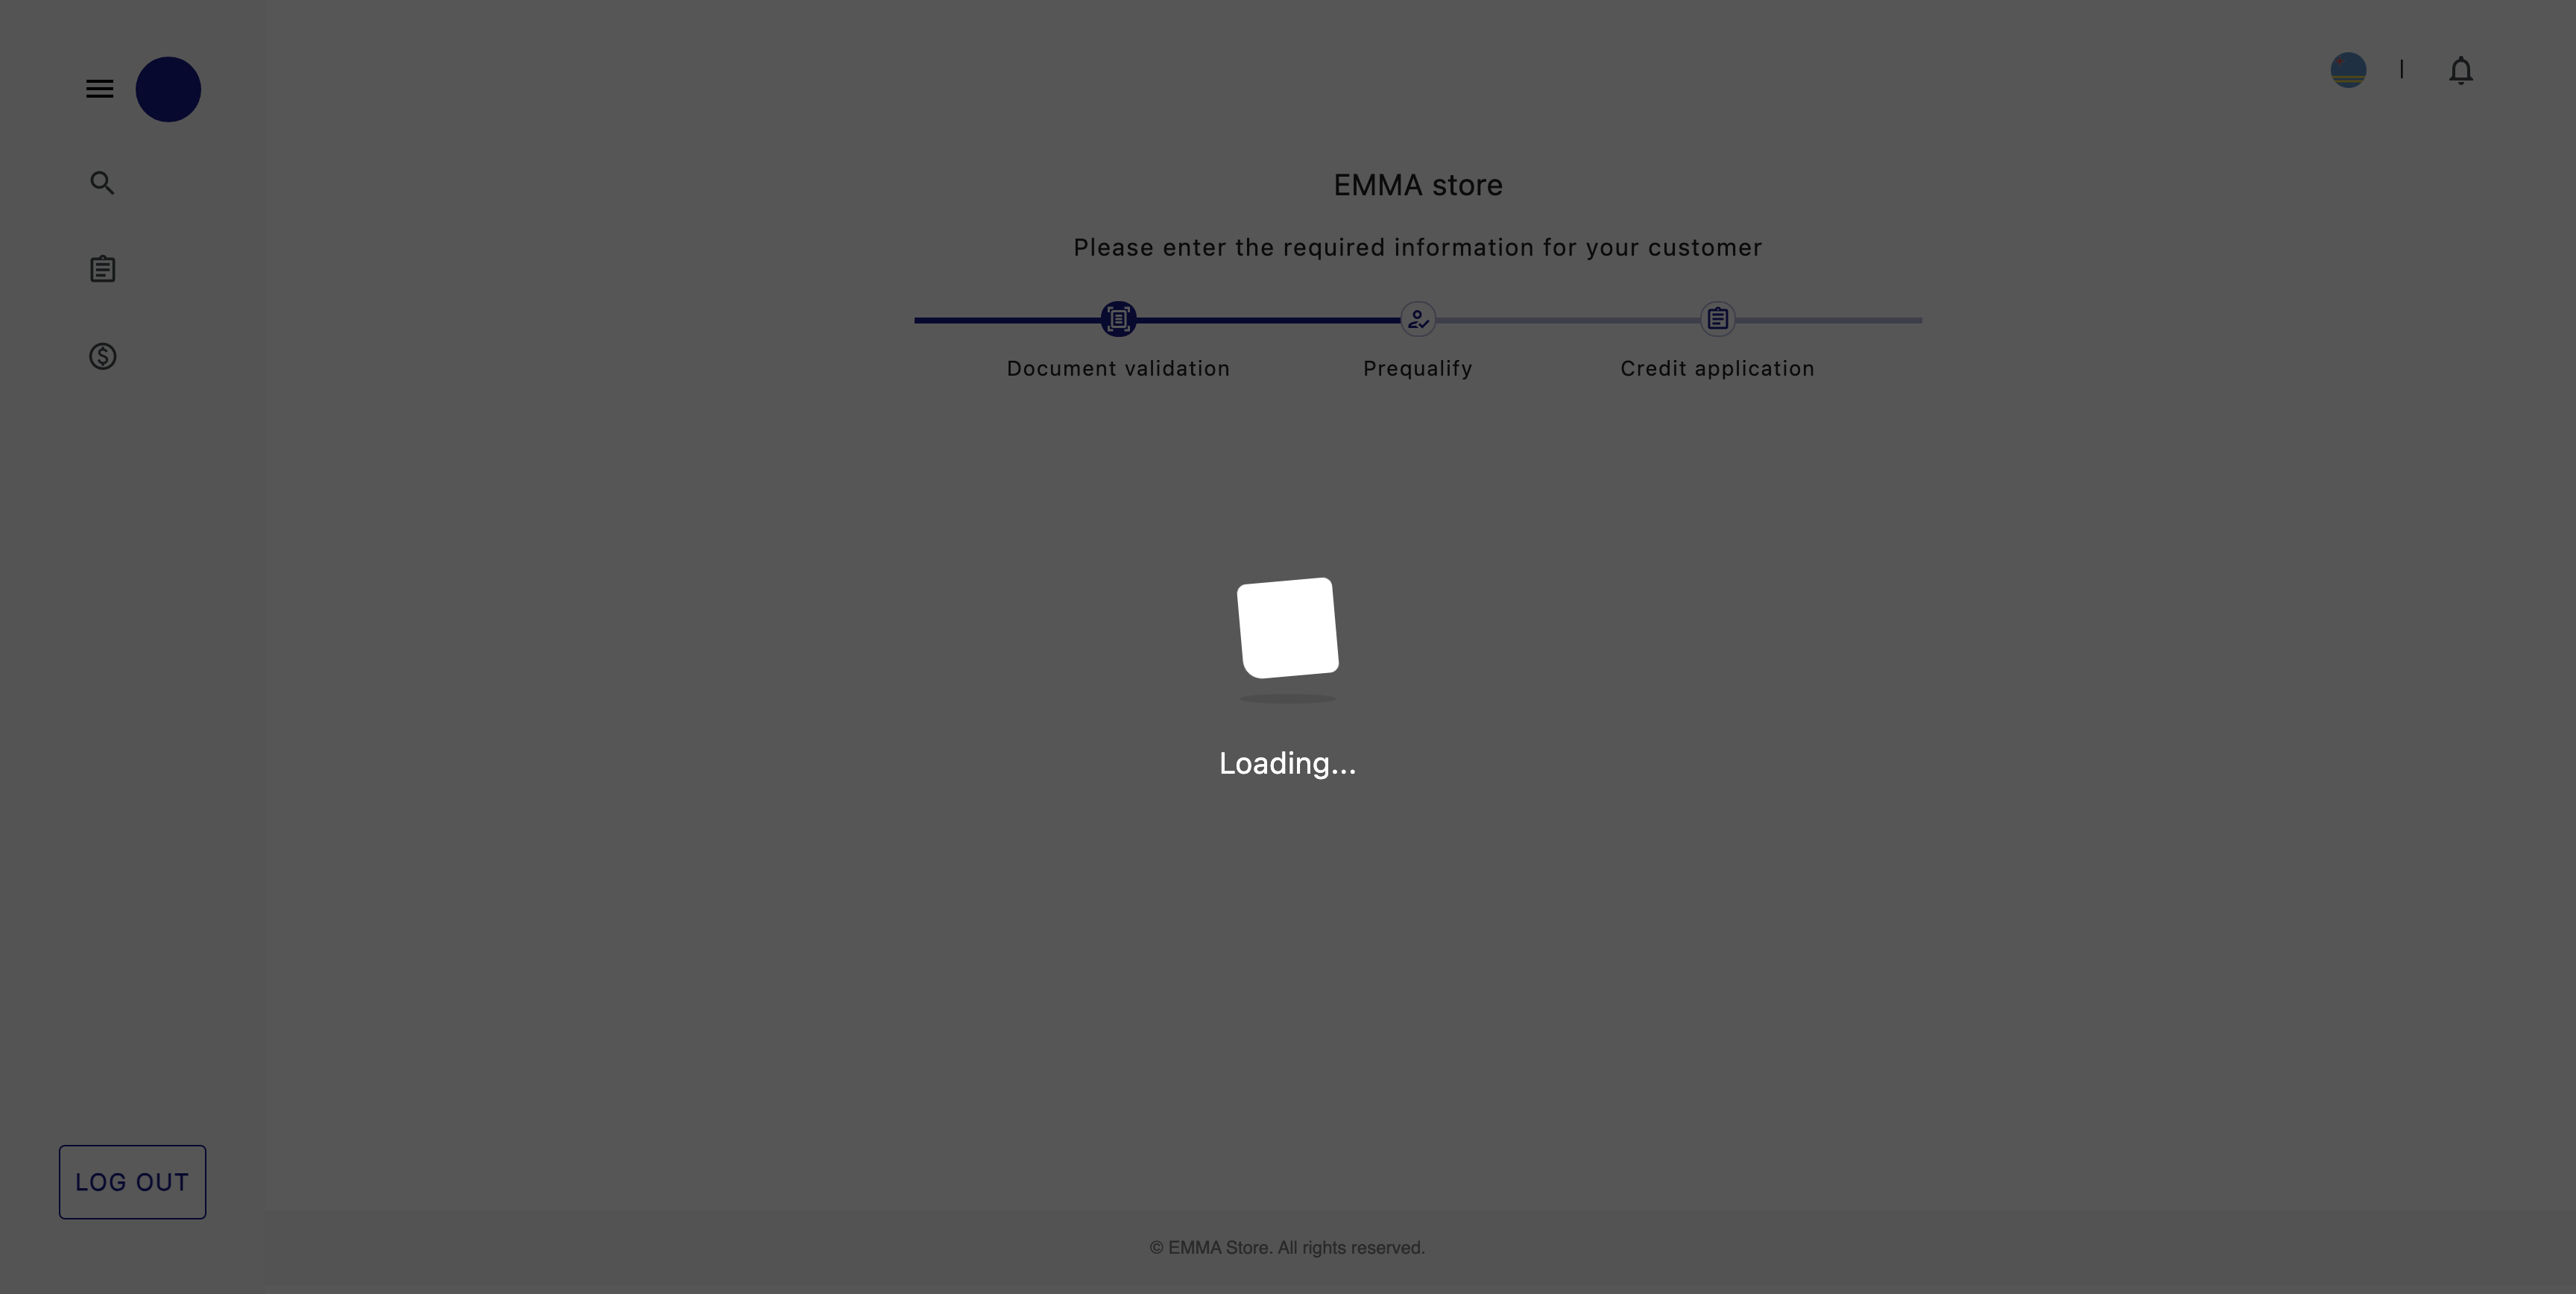 EMMA store
Please enter the required information for your customer
Document validation
Prequalify
Credit application
Loading...
LOG OUT
© EMMA Store. All rights reserved.